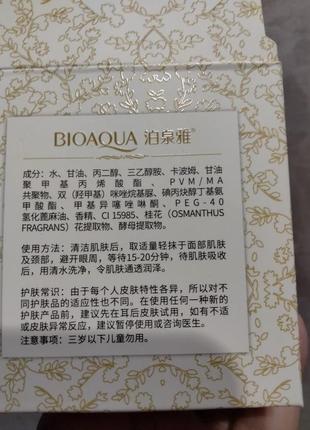 BIOAQUA 泊泉雅
成分：水、甘油、丙二醇、三乙醇胺、卡波姆、甘油
聚甲基丙烯酸酯、PVM/MA
共聚物、双（羟甲基）咪唑烷基脲、碘丙炔醇丁基氨
甲酸酯、甲基异噻唑啉酮、PEG-40
氢化蓖麻油、香精、CI 15985、桂花（OSMANTHUS
FRAGRANS）花提取物、酵母提取物。
使用方法：清洁肌肤后，取适量轻抹于面部肌肤
及颈部，避开眼周，等待15-20分钟，待肌肤吸收
后，用清水洗净，令肌肤通透润泽。
护肤常识：由于每个人皮肤特性各异，所以对不
同护肤品的适应性也不同。在使用任何一种新的
护肤产品前，建议先在耳后皮肤试用，如有不适
或皮肤异常反应，建议暂停使用或咨询医生。
注意事项：三岁以下儿童勿用。